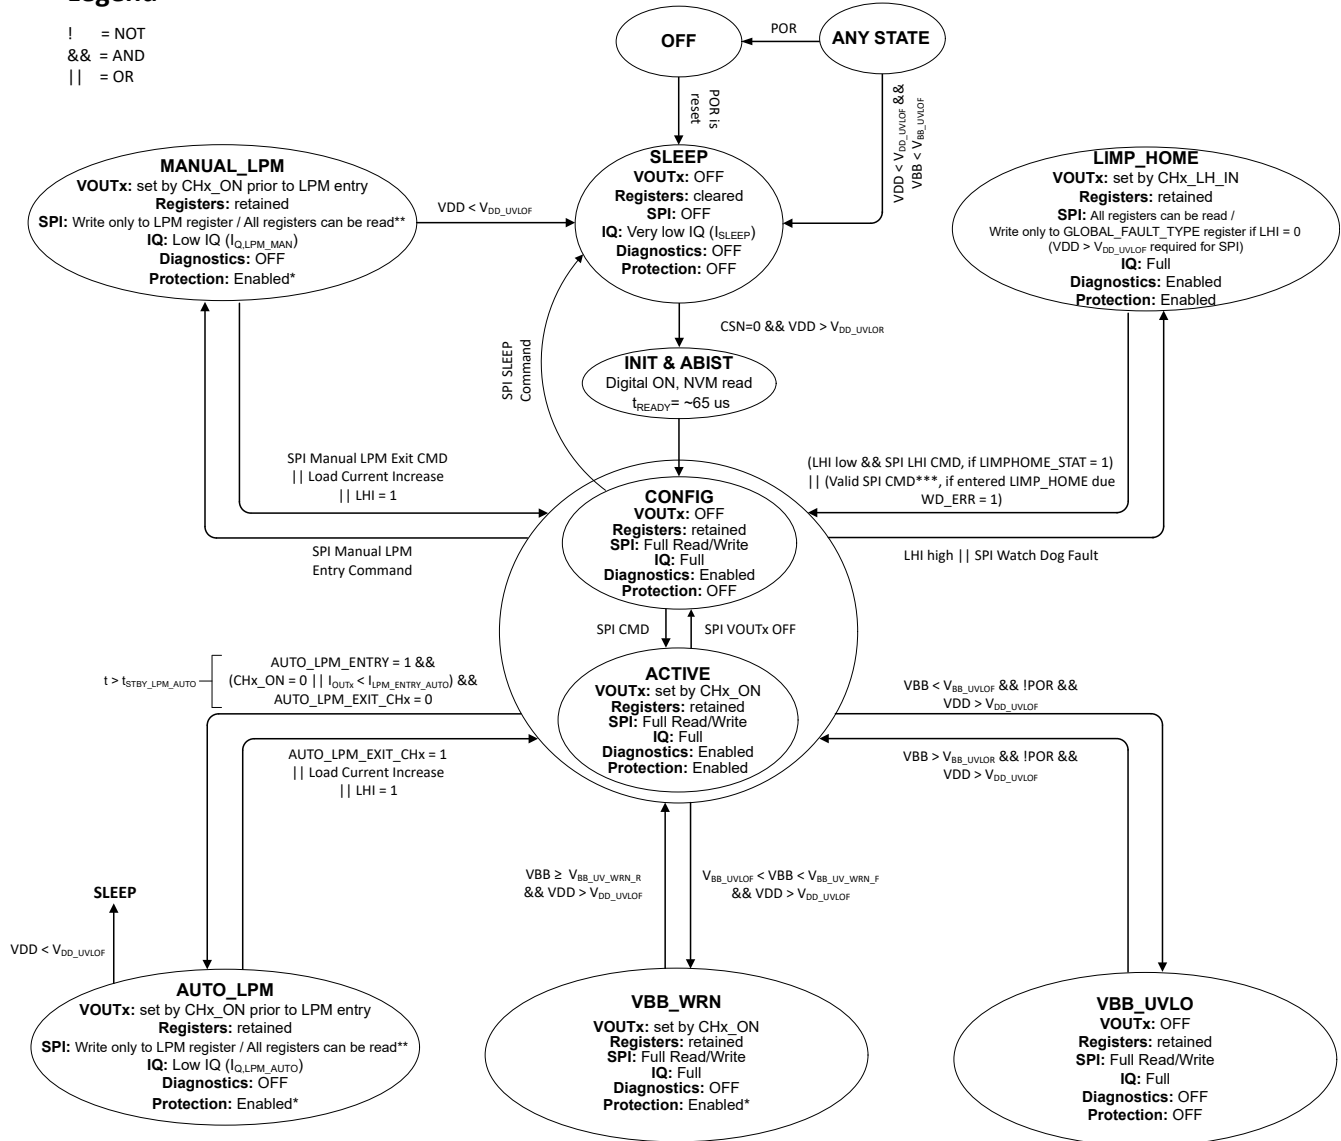 Legend
! = NOT
&& = AND
|| = OR
OFF
POR
ANY STATE
POR is
reset
VDD < VDD_UVLOF &&
VBB < VBB_UVLOF
MANUAL_LPM
VOUTx: set by CHx_ON prior to LPM entry
Registers: retained
SPI: Write only to LPM register / All registers can be read**
IQ: Low IQ (IQ,LPM_MAN)
Diagnostics: OFF
Protection: Enabled*
VDD < VDD_UVLOF
SLEEP
VOUTx: OFF
Registers: cleared
SPI: OFF
IQ: Very low IQ (ISLEEP)
Diagnostics: OFF
Protection: OFF
LIMP_HOME
VOUTx: set by CHx_LH_IN
Registers: retained
SPI: All registers can be read /
Write only to GLOBAL_FAULT_TYPE register if LHI = 0
(VDD > VDD_UVLOF required for SPI)
IQ: Full
Diagnostics: Enabled
Protection: Enabled
CSN=0 && VDD > VDD_UVLOR
SPI SLEEP
Command
INIT & ABIST
Digital ON, NVM read
tREADY= ~65 us
SPI Manual LPM Exit CMD
|| Load Current Increase
|| LHI = 1
(LHI low && SPI LHI CMD, if LIMPHOME_STAT = 1)
|| (Valid SPI CMD***, if entered LIMP_HOME due
WD_ERR = 1)
CONFIG
VOUTx: OFF
Registers: retained
SPI: Full Read/Write
IQ: Full
Diagnostics: Enabled
Protection: OFF
SPI Manual LPM
Entry Command
LHI high || SPI Watch Dog Fault
SPI CMD
SPI VOUTx OFF
t > tSTBY_LPM_AUTO
AUTO_LPM_ENTRY = 1 &&
(CHx_ON = 0 || IOUTx < ILPM_ENTRY_AUTO) &&
AUTO_LPM_EXIT_CHx = 0
ACTIVE
VOUTx: set by CHx_ON
Registers: retained
SPI: Full Read/Write
IQ: Full
Diagnostics: Enabled
Protection: Enabled
VBB < VBB_UVLOF && !POR &&
VDD > VDD_UVLOF
AUTO_LPM_EXIT_CHx = 1
|| Load Current Increase
|| LHI = 1
VBB > VBB_UVLOR && !POR &&
VDD > VDD_UVLOF
VBB ≥ VBB_UV_WRN_R
&& VDD > VDD_UVLOF
VBB_UVLOF < VBB < VBB_UV_WRN_F
&& VDD > VDD_UVLOF
SLEEP
VDD < VDD_UVLOF
AUTO_LPM
VOUTx: set by CHx_ON prior to LPM entry
Registers: retained
SPI: Write only to LPM register / All registers can be read**
IQ: Low IQ (IQ,LPM_AUTO)
Diagnostics: OFF
Protection: Enabled*
VBB_WRN
VOUTx: set by CHx_ON
Registers: retained
SPI: Full Read/Write
IQ: Full
Diagnostics: OFF
Protection: Enabled*
VBB_UVLO
VOUTx: OFF
Registers: retained
SPI: Full Read/Write
IQ: Full
Diagnostics: OFF
Protection: OFF